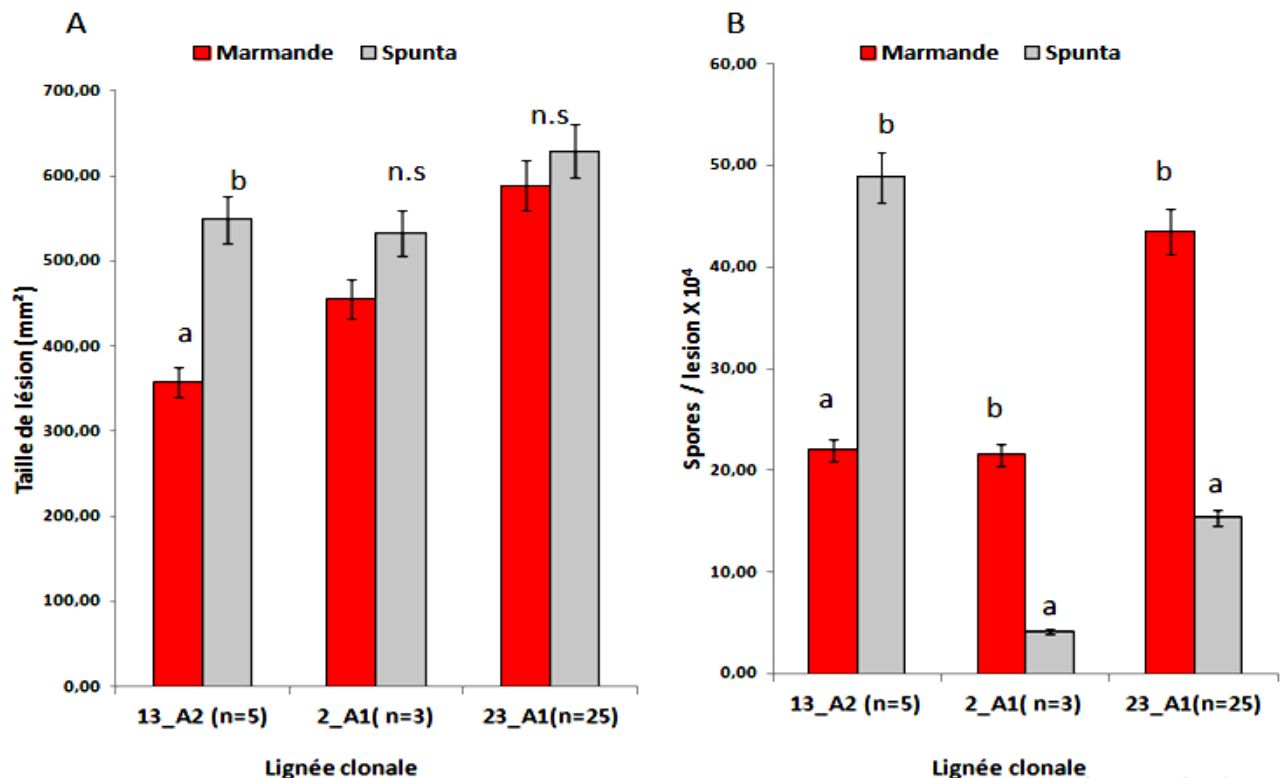 A
Marmande Spunta
Taille de lésion (mm²)
700,00
600,00
500,00
400,00
300,00
200,00
100,00
0.00
a
b
n.s
n.s
13_A2 (n=5)
2_A1( n=3)
23_A1(n=25)
Lignée clonale
B
Marmande Spunta
Spores / lesion X 10⁴
60,00
50,00
40,00
30,00
20,00
10,00
0.00
a
b
b
a
b
a
13_A2 (n=5)
2_A1( n=3)
23_A1(n=25)
Lignée clonale